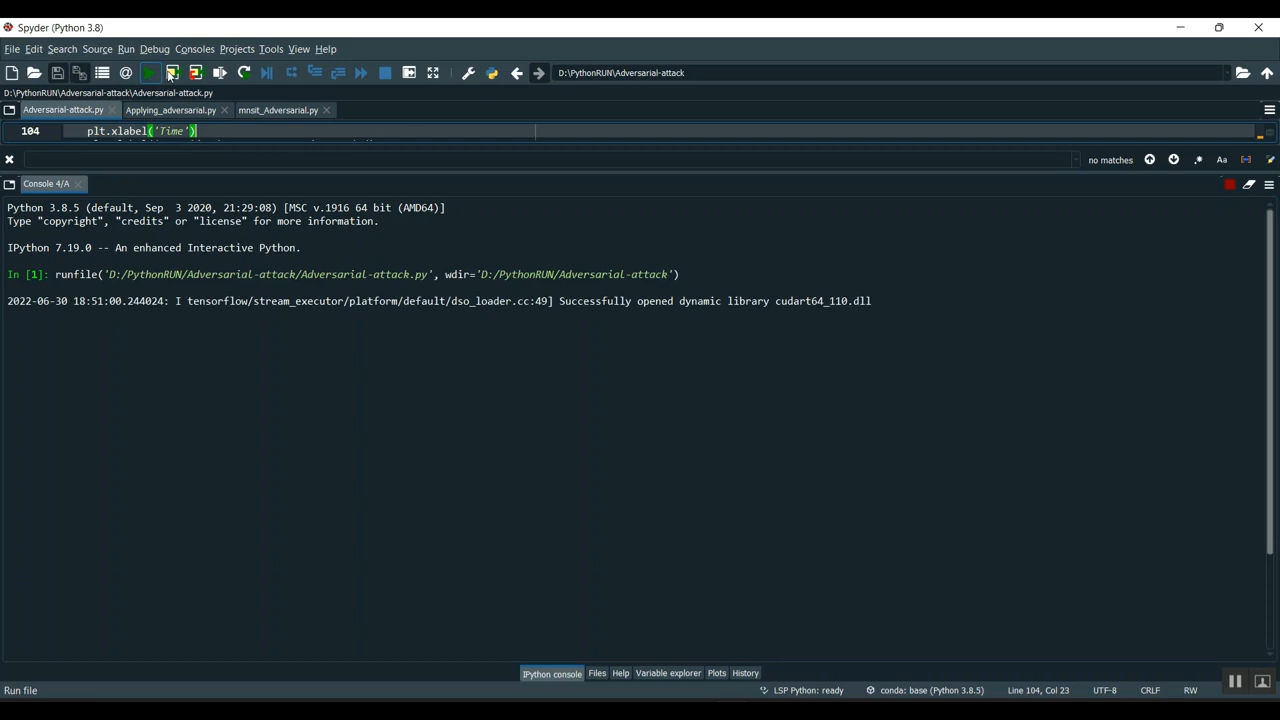 Spyder (Python 3.8)
File Edit Search Source Run Debug Consoles Projects Tools View Help
D:\PythonRUN\Adversarial-attack
D:\PythonRUN\Adversarial-attack\Adversarial-attack.py
Adversarial-attack.py Applying_adversarial.py mnsit_Adversarial.py
104 plt.xlabel('Time')
no matches .* Aa
Console 4/A
Python 3.8.5 (default, Sep 3 2020, 21:29:08) [MSC v.1916 64 bit (AMD64)]
Type "copyright", "credits" or "license" for more information.
IPython 7.19.0 -- An enhanced Interactive Python.
In [1]: runfile('D:/PythonRUN/Adversarial-attack/Adversarial-attack.py', wdir='D:/PythonRUN/Adversarial-attack')
2022-06-30 18:51:00.244024: I tensorflow/stream_executor/platform/default/dso_loader.cc:49] Successfully opened dynamic library cudart64_110.dll
IPython console Files Help Variable explorer Plots History
Run file LSP Python: ready conda: base (Python 3.8.5) Line 104, Col 23 UTF-8 CRLF RW